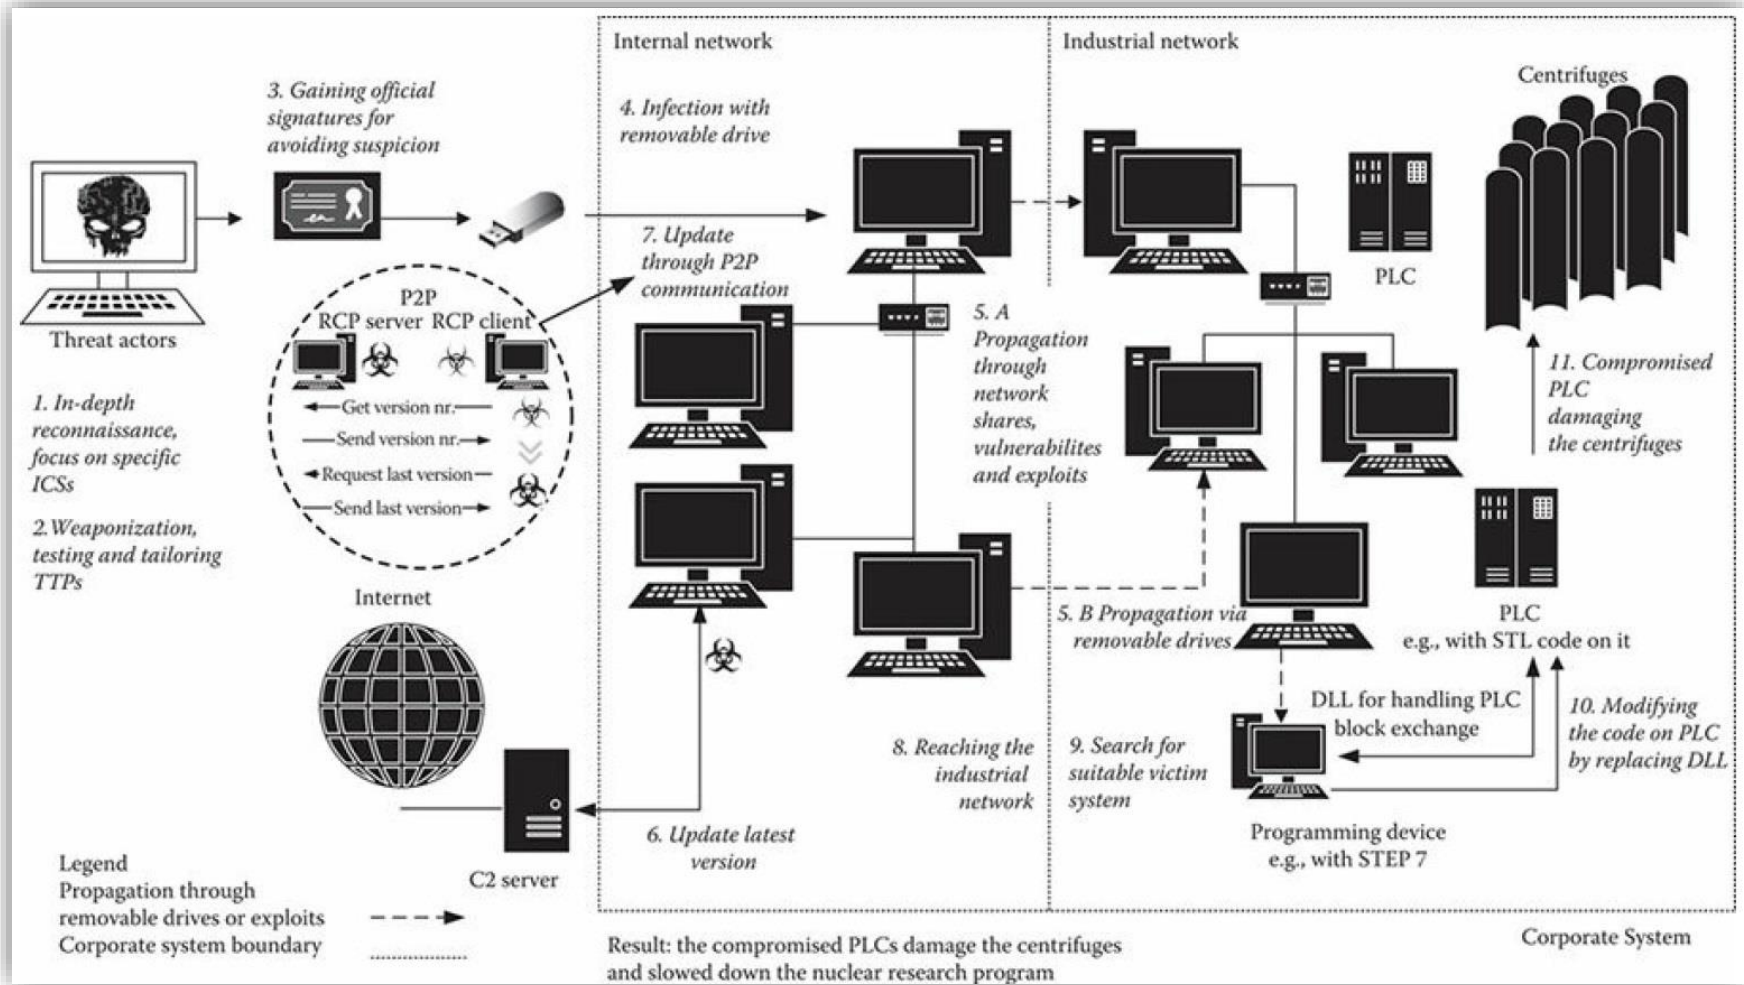 Internal network
Industrial network
Centrifuges
3. Gaining official
signatures for
avoiding suspicion
4. Infection with
removable drive
7. Update
through P2P
communication
PLC
Threat actors
P2P
RCP server RCP client
Get version nr.
Send version nr.
Request last version
Send last version
5. A
Propagation
through
network
shares,
vulnerabilites
and exploits
11. Compromised
PLC
damaging
the centrifuges
1. In-depth
reconnaissance,
focus on specific
ICSs
2. Weaponization,
testing and tailoring
TTPs
Internet
5. B Propagation via
removable drives
PLC
e.g., with STL code on it
DLL for handling PLC
block exchange
10. Modifying
the code on PLC
by replacing DLL
8. Reaching the
industrial
network
9. Search for
suitable victim
system
6. Update latest
version
Programming device
e.g., with STEP 7
C2 server
Legend
Propagation through
removable drives or exploits
Corporate system boundary
Result: the compromised PLCs damage the centrifuges
and slowed down the nuclear research program
Corporate System